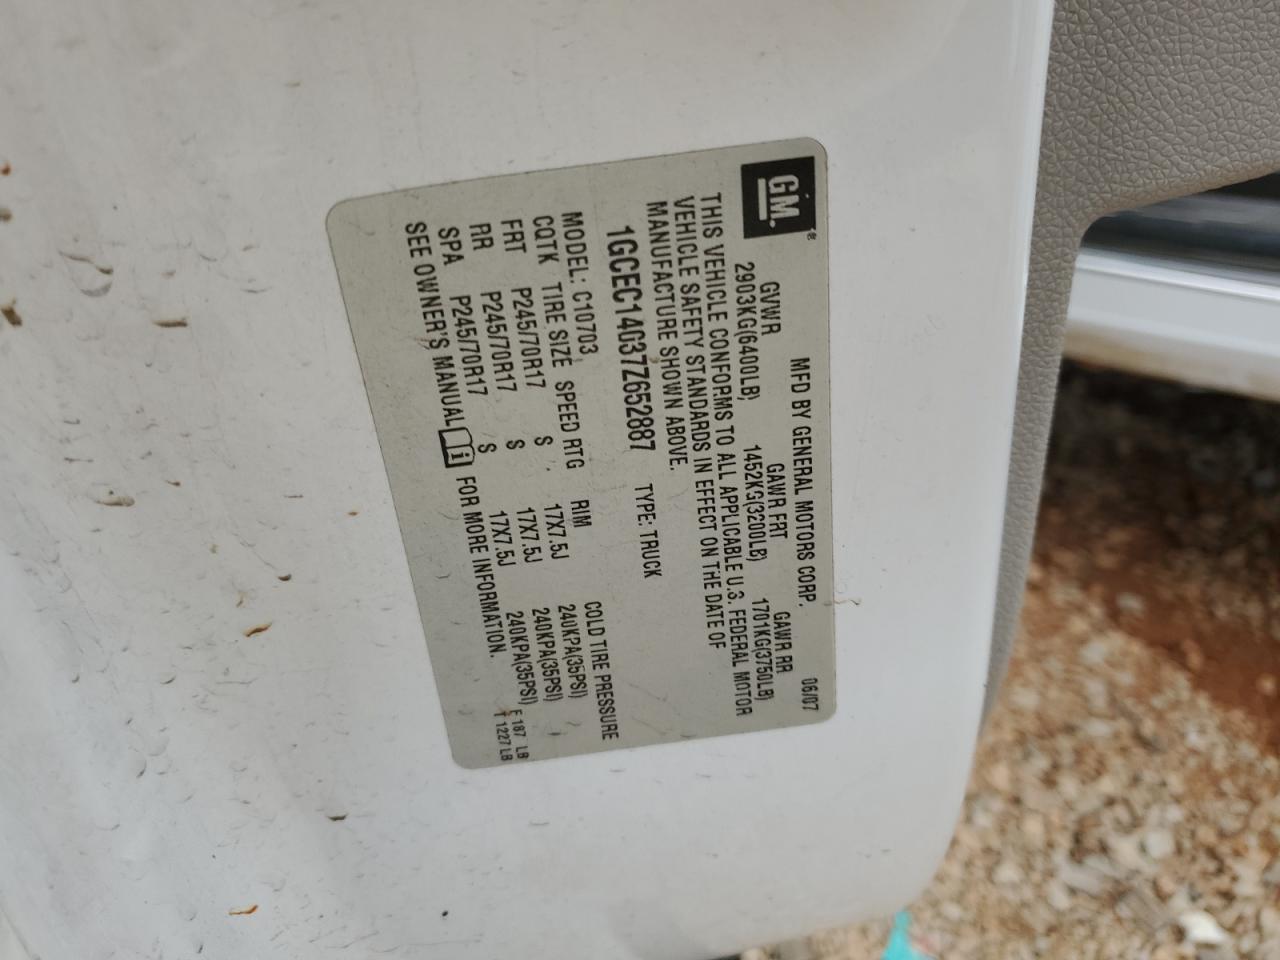 GM®
MFD BY GENERAL MOTORS CORP. 06/07
GVWR GAWR FRT GAWR RR
2903KG(6400LB) 1452KG(3200LB) 1701KG(3750LB)
THIS VEHICLE CONFORMS TO ALL APPLICABLE U.S. FEDERAL MOTOR
VEHICLE SAFETY STANDARDS IN EFFECT ON THE DATE OF
MANUFACTURE SHOWN ABOVE.
1GCEC14C37Z652887 TYPE: TRUCK
MODEL: C10703
CQTK TIRE SIZE SPEED RTG RIM COLD TIRE PRESSURE
FRT P245/70R17 S 17X7.5J 240KPA(35PSI)
RR P245/70R17 S 17X7.5J 240KPA(35PSI)
SPA P245/70R17 S 17X7.5J 240KPA(35PSI)
SEE OWNER'S MANUAL i FOR MORE INFORMATION.
F 187 LB
T 1227 LB